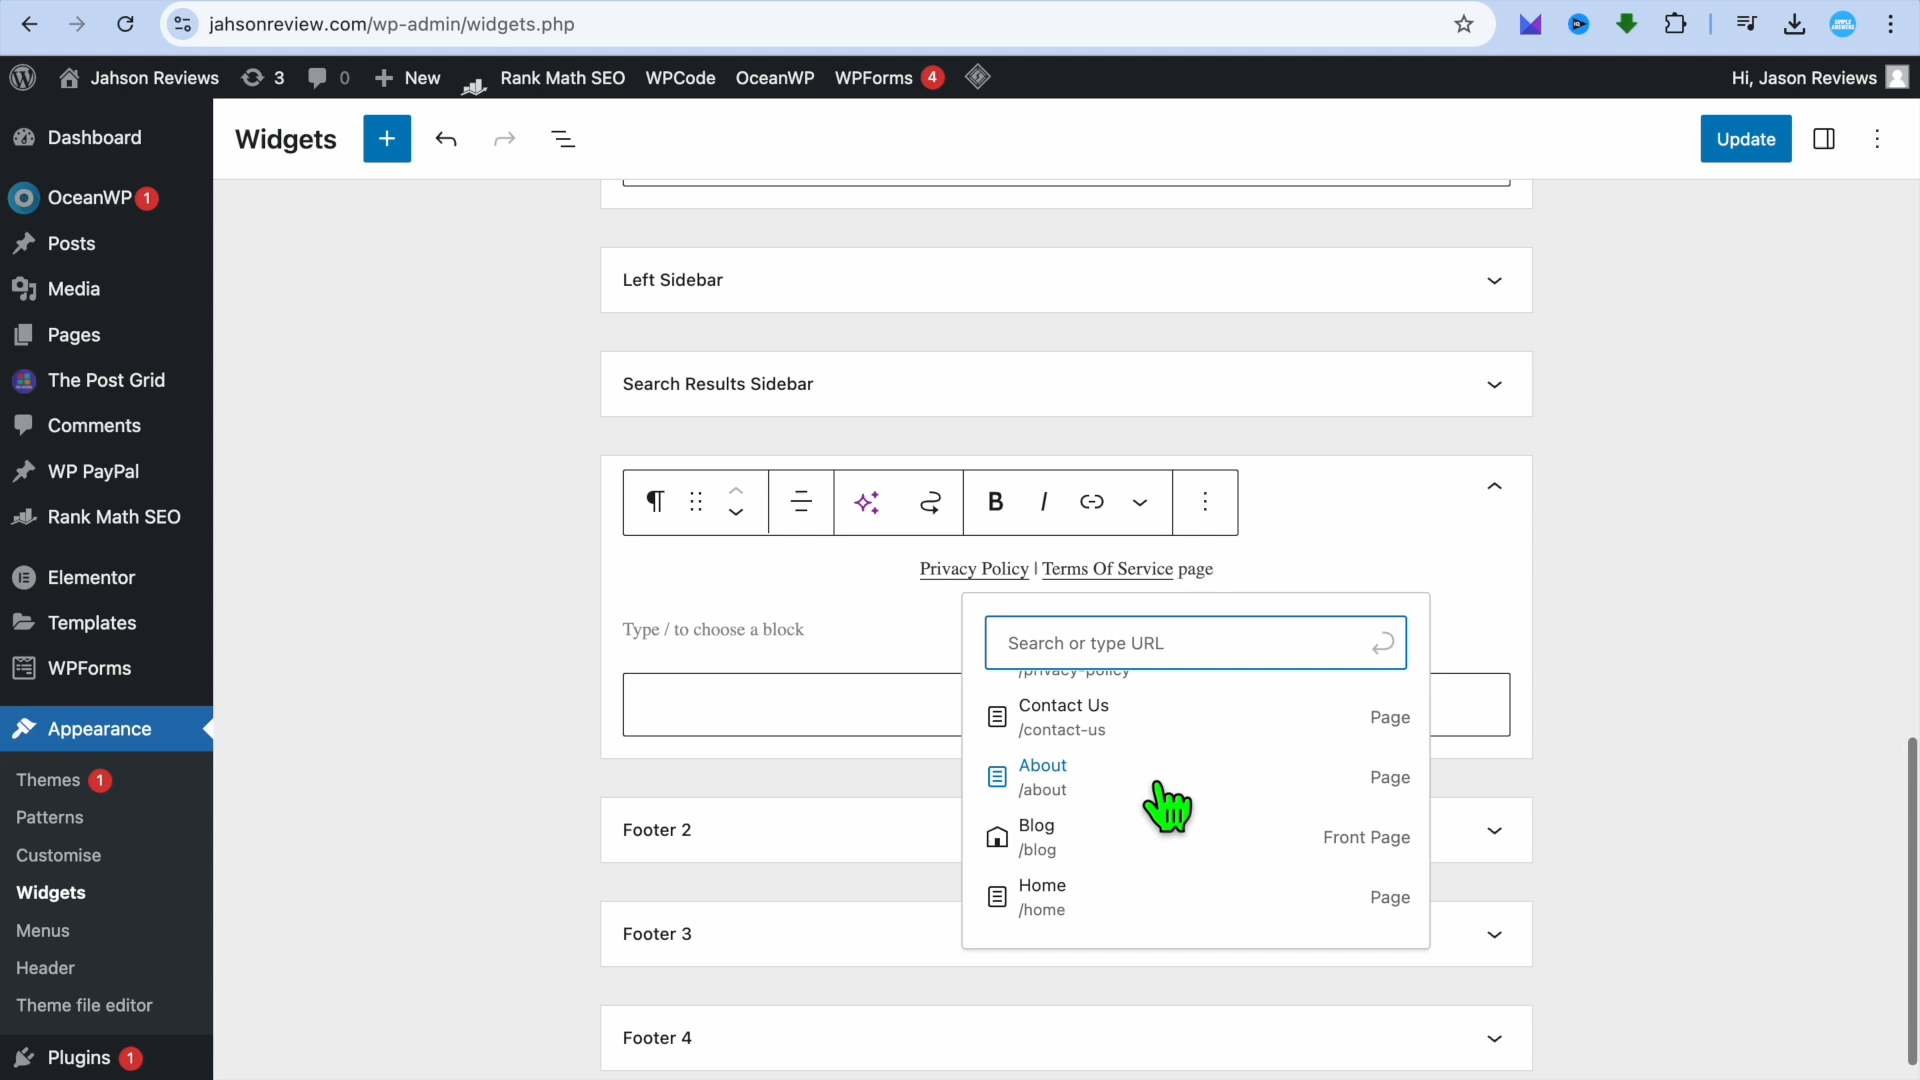 jahsonreview.com/wp-admin/widgets.php
Jahson Reviews 3 0 New Rank Math SEO WPCode OceanWP WPForms 4 Hi, Jason Reviews
Dashboard
OceanWP 1
Posts
Media
Pages
The Post Grid
Comments
WP PayPal
Rank Math SEO
Elementor
Templates
WPForms
Appearance
Themes 1
Patterns
Customise
Widgets
Menus
Header
Theme file editor
Plugins 1
Widgets
Update
Left Sidebar
Search Results Sidebar
B I
Privacy Policy | Terms Of Service page
Type / to choose a block
Search or type URL
/privacy-policy
Contact Us
/contact-us
Page
About
/about
Page
Blog
/blog
Front Page
Home
/home
Page
Footer 2
Footer 3
Footer 4